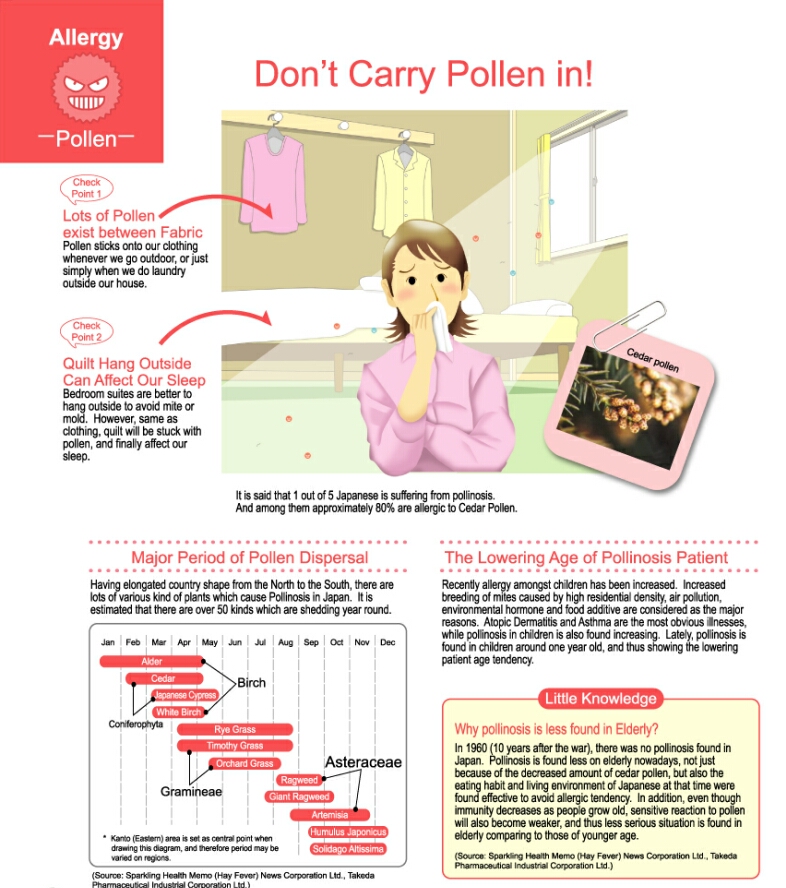 Allergy
—Pollen—
Don't Carry Pollen in!
Check
Point 1
Lots of Pollen
exist between Fabric
Pollen sticks onto our clothing
whenever we go outdoor, or just
simply when we do laundry
outside our house.
Check
Point 2
Quilt Hang Outside
Can Affect Our Sleep
Bedroom suites are better to
hang outside to avoid mite or
mold. However, same as
clothing, quilt will be stuck with
pollen, and finally affect our
sleep.
Cedar pollen
It is said that 1 out of 5 Japanese is suffering from pollinosis.
And among them approximately 80% are allergic to Cedar Pollen.
Major Period of Pollen Dispersal
Having elongated country shape from the North to the South, there are
lots of various kind of plants which cause Pollinosis in Japan. It is
estimated that there are over 50 kinds which are shedding year round.
Jan Feb Mar Apr May Jun Jul Aug Sep Oct Nov Dec
Alder
Cedar
Birch
Japanese Cypress
White Birch
Coniferophyta
Rye Grass
Timothy Grass
Orchard Grass
Asteraceae
Ragweed
Gramineae
Giant Ragweed
Artemisia
Humulus Japonicus
Solidago Altissima
* Kanto (Eastern) area is set as central point when
drawing this diagram, and therefore period may be
varied on regions.
(Source: Sparkling Health Memo (Hay Fever) News Corporation Ltd., Takeda
Pharmaceutical Industrial Corporation Ltd.)
The Lowering Age of Pollinosis Patient
Recently allergy amongst children has been increased. Increased
breeding of mites caused by high residential density, air pollution,
environmental hormone and food additive are considered as the major
reasons. Atopic Dermatitis and Asthma are the most obvious illnesses,
while pollinosis in children is also found increasing. Lately, pollinosis is
found in children around one year old, and thus showing the lowering
patient age tendency.
Little Knowledge
Why pollinosis is less found in Elderly?
In 1960 (10 years after the war), there was no pollinosis found in
Japan. Pollinosis is found less on elderly nowadays, not just
because of the decreased amount of cedar pollen, but also the
eating habit and living environment of Japanese at that time were
found effective to avoid allergic tendency. In addition, even though
immunity decreases as people grow old, sensitive reaction to pollen
will also become weaker, and thus less serious situation is found in
elderly comparing to those of younger age.
(Source: Sparkling Health Memo (Hay Fever) News Corporation Ltd., Takeda
Pharmaceutical Industrial Corporation Ltd.)